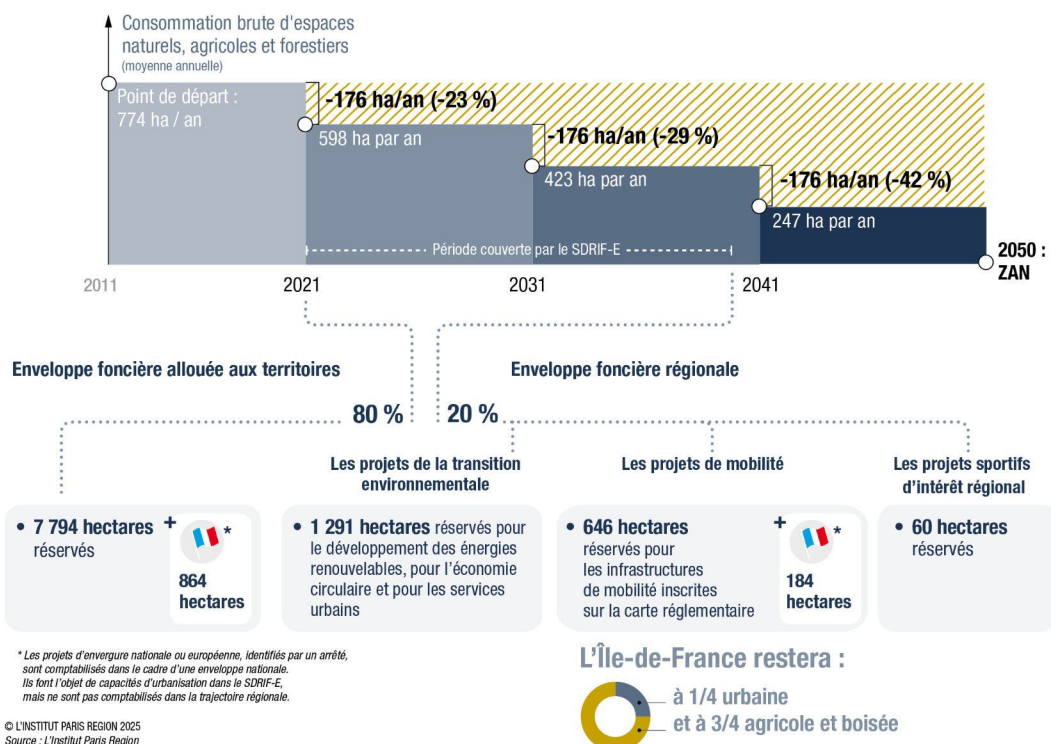 Consommation brute d'espaces
naturels, agricoles et forestiers
(moyenne annuelle)
Point de départ :
774 ha / an
-176 ha/an (-23 %)
598 ha par an
-176 ha/an (-29 %)
423 ha par an
-176 ha/an (-42 %)
247 ha par an
Période couverte par le SDRIF-E
2050 :
ZAN
2011
2021
2031
2041
Enveloppe foncière allouée aux territoires
Enveloppe foncière régionale
80 %
20 %
Les projets de la transition
environnementale
Les projets de mobilité
Les projets sportifs
d'intérêt régional
• 7 794 hectares
réservés
+
*
864
hectares
• 1 291 hectares réservés pour
le développement des énergies
renouvelables, pour l'économie
circulaire et pour les services
urbains
• 646 hectares
réservés pour
les infrastructures
de mobilité inscrites
sur la carte réglementaire
+
*
184
hectares
• 60 hectares
réservés
* Les projets d'envergure nationale ou européenne, identifiés par un arrêté,
sont comptabilisés dans le cadre d'une enveloppe nationale.
Ils font l'objet de capacités d'urbanisation dans le SDRIF-E,
mais ne sont pas comptabilisés dans la trajectoire régionale.
L'Île-de-France restera :
à 1/4 urbaine
et à 3/4 agricole et boisée
© L'INSTITUT PARIS REGION 2025
Source : L'Institut Paris Region